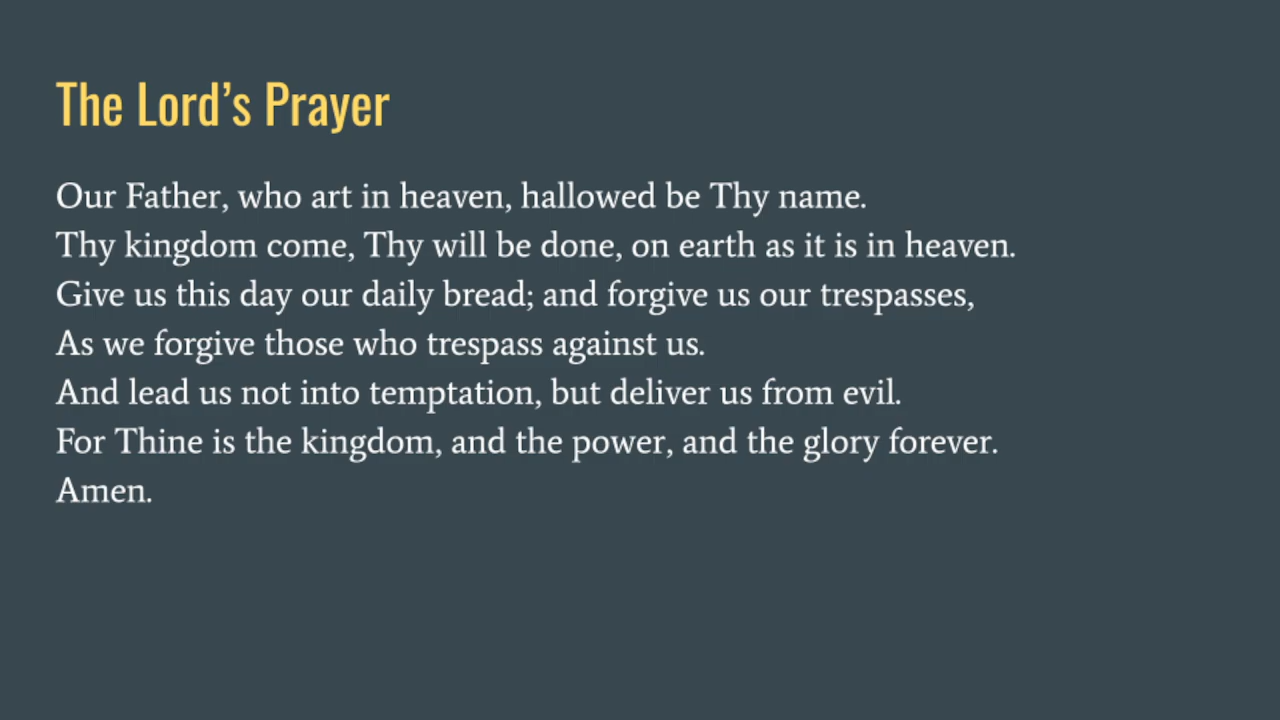 The Lord’s Prayer
Our Father, who art in heaven, hallowed be Thy name.
Thy kingdom come, Thy will be done, on earth as it is in heaven.
Give us this day our daily bread; and forgive us our trespasses,
As we forgive those who trespass against us.
And lead us not into temptation, but deliver us from evil.
For Thine is the kingdom, and the power, and the glory forever.
Amen.